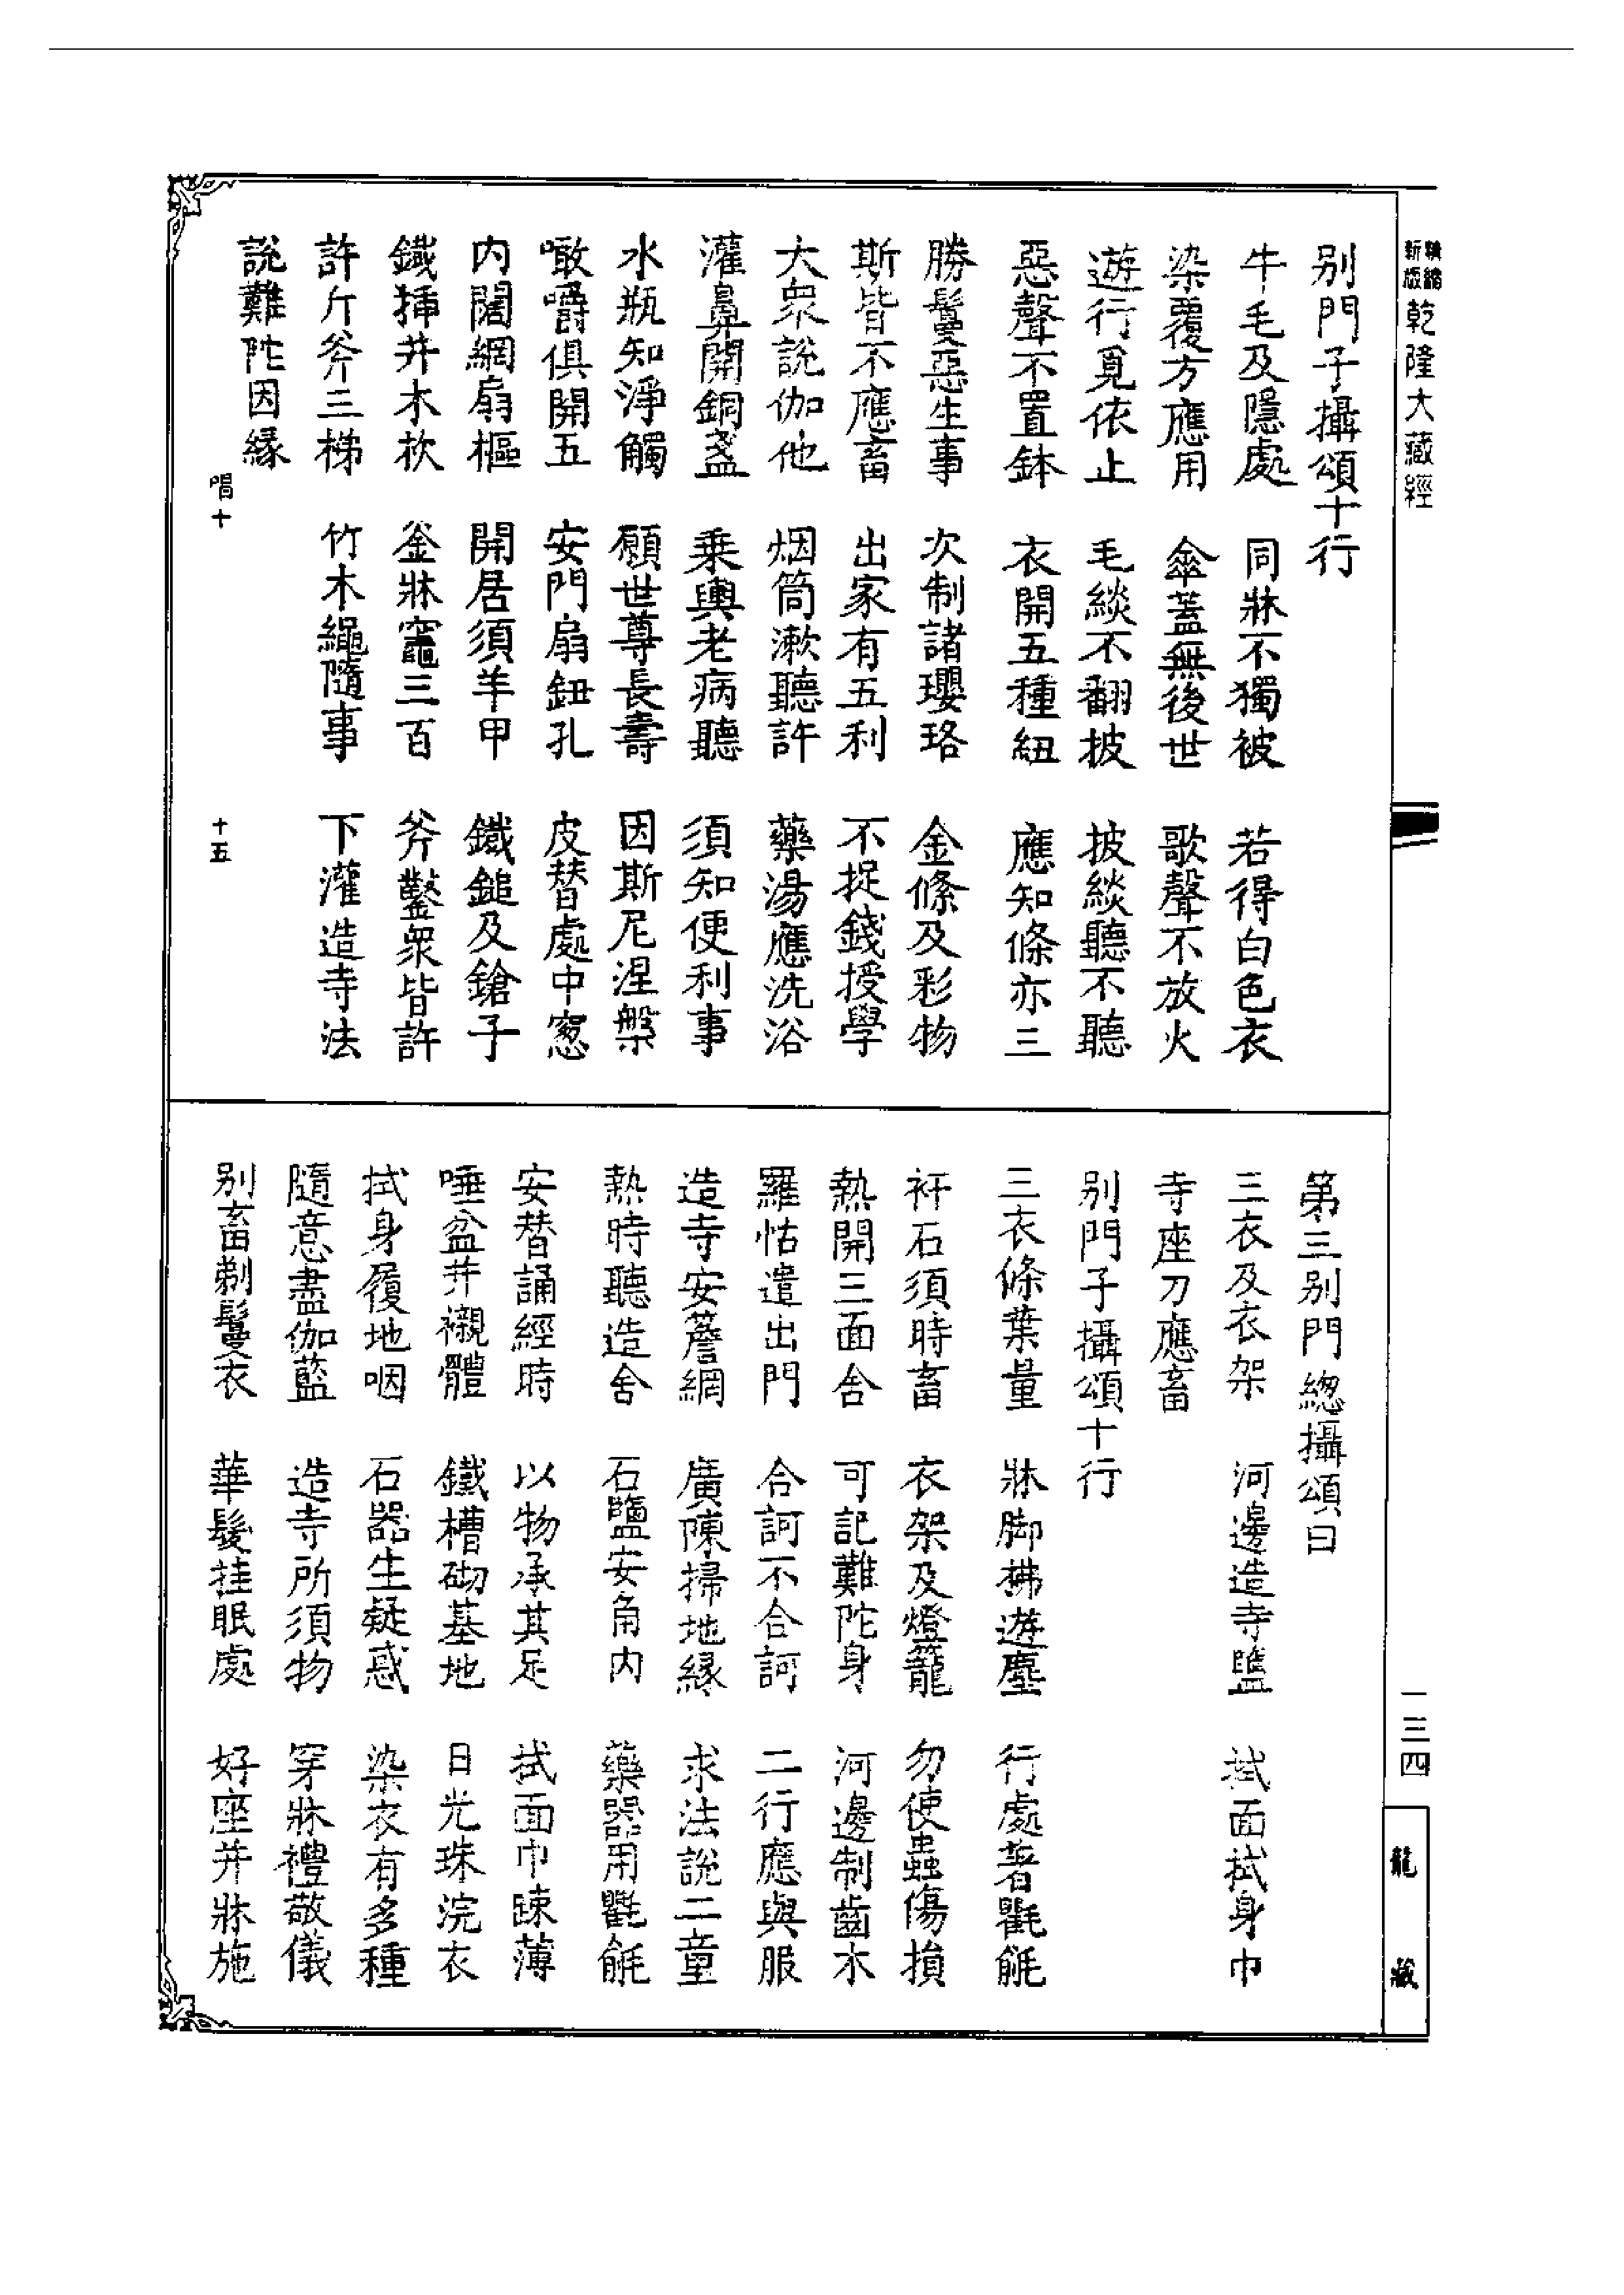 精縮新版乾隆大藏經
別門子攝頌十行
牛毛及隱處 同牀不獨被 若得白色衣
染覆方應用 傘蓋無後世 歌聲不放火
遊行覓依止 毛緂不翻披 披緂聽不聽
惡聲不置鉢 衣開五種紐 應知絛亦三
勝鬘惡生事 次制諸瓔珞 金絛及彩物
斯皆不應畜 出家有五利 不捉錢授學
大衆說伽他 烟筒漱聽許 藥湯應洗浴
灌鼻開銅盞 乗輿老病聽 須知便利事
水瓶知淨觸 願世尊長壽 因斯尼涅槃
噉嚼俱開五 安門扇鈕孔 皮替處中窓
内闊網扇樞 開居須羊甲 鐵鎚及鎗子
鐵插井木杴 釜牀竈三百 斧鑿衆皆許
許斤斧三梯 竹木繩隨事 下灌造寺法
說難陀因縁
唱十 十五
第三別門總攝頌曰
三衣及衣架 河邊造寺鹽 拭面拭身巾
寺座刀應畜
別門子攝頌十行
三衣條葉量 牀脚拂遊塵 行處著氍毹
衦石須時畜 衣架及燈籠 勿使蟲傷損
熱開三面舍 可記難陀身 河邊制齒木
羅怙遣出門 合訶不合訶 二行應與服
造寺安簷網 廣陳掃地縁 求法說二童
熱時聽造舍 石鹽安角内 藥器用氍毹
安替誦經時 以物承其足 拭面巾踈薄
唾盆并襯體 鐵槽砌基地 日光珠浣衣
拭身履地咽 石器生疑惑 染衣有多種
隨意盡伽藍 造寺所須物 穿牀禮敬儀
別畜剃鬚衣 華髮挂眠處 好座并牀施
一三四
龍藏